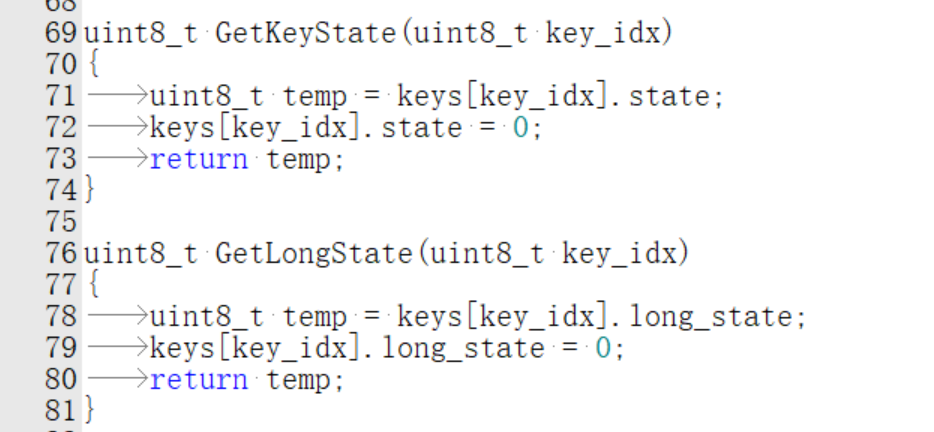 69 uint8_t GetKeyState(uint8_t key_idx)
70 {
71 uint8_t temp = keys[key_idx].state;
72 keys[key_idx].state = 0;
73 return temp;
74 }
75
76 uint8_t GetLongState(uint8_t key_idx)
77 {
78 uint8_t temp = keys[key_idx].long_state;
79 keys[key_idx].long_state = 0;
80 return temp;
81 }